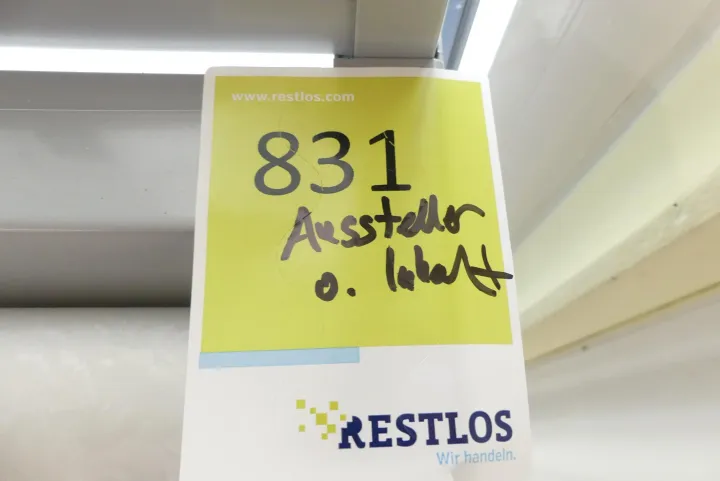 www.restlos.com
831
Aussteller
o. Inhalt
RESTLOS
Wir handeln.